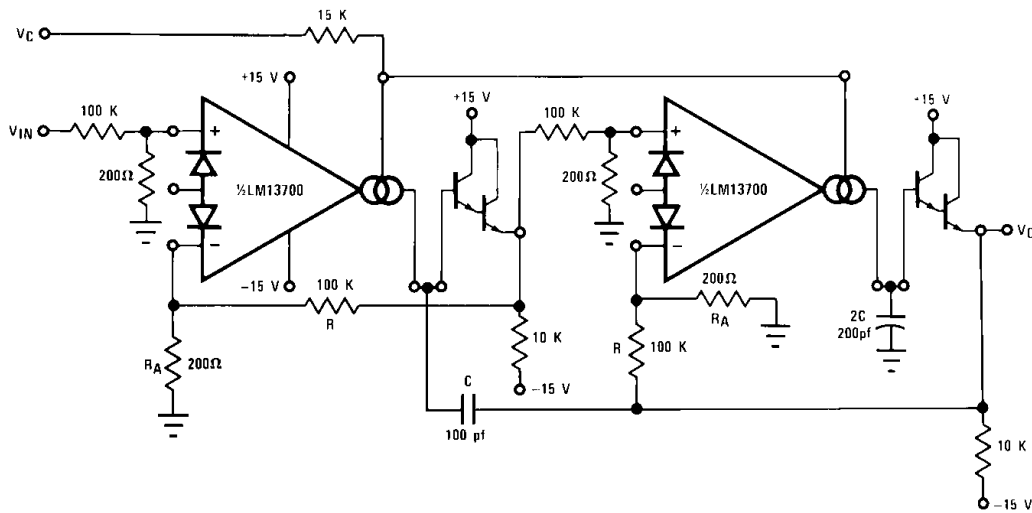 VC
15 K
+15 V
100 K
VIN
200Ω
+
½LM13700
−
−15 V
+15 V
100 K
R
RA
200Ω
10 K
−15 V
C
100 pf
100 K
200Ω
+
½LM13700
−
200Ω
RA
R
100 K
-15 V
VO
2C
200pf
10 K
−15 V